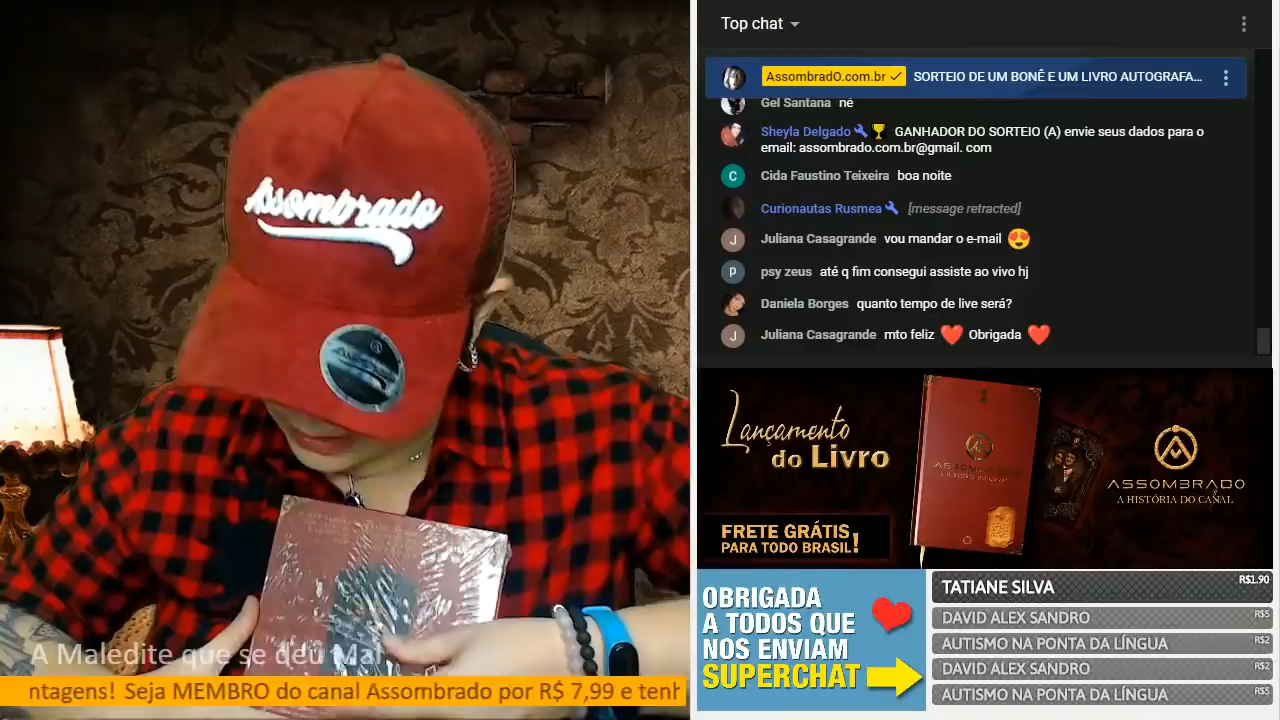 Assombrado
A Maledite que se deu Mal
ntagens! Seja MEMBRO do canal Assombrado por R$ 7,99 e tenh
Top chat
AssombradO.com.br SORTEIO DE UM BONÊ E UM LIVRO AUTOGRAFA...
Gel Santana né
Sheyla Delgado GANHADOR DO SORTEIO (A) envie seus dados para o
email: assombrado.com.br@gmail. com
C Cida Faustino Teixeira boa noite
Curionautas Rusmea [message retracted]
J Juliana Casagrande vou mandar o e-mail
p psy zeus até q fim consegui assiste ao vivo hj
Daniela Borges quanto tempo de live será?
J Juliana Casagrande mto feliz Obrigada
Lançamento
do Livro
FRETE GRÁTIS
PARA TODO BRASIL!
ASSOMBRADO
A HISTÓRIA DO CANAL
ASSOMBRADO
A HISTÓRIA DO CANAL
OBRIGADA
A TODOS QUE
NOS ENVIAM
SUPERCHAT
TATIANE SILVA R$1.90
DAVID ALEX SANDRO R$5
AUTISMO NA PONTA DA LÍNGUA R$2
DAVID ALEX SANDRO R$2
AUTISMO NA PONTA DA LÍNGUA R$5